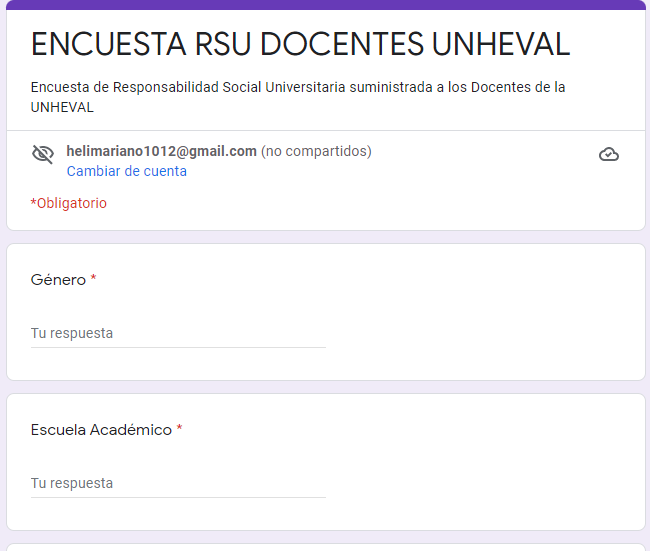 ENCUESTA RSU DOCENTES UNHEVAL
Encuesta de Responsabilidad Social Universitaria suministrada a los Docentes de la
UNHEVAL
helimariano1012@gmail.com (no compartidos)
Cambiar de cuenta
*Obligatorio
Género *
Tu respuesta
Escuela Académico *
Tu respuesta